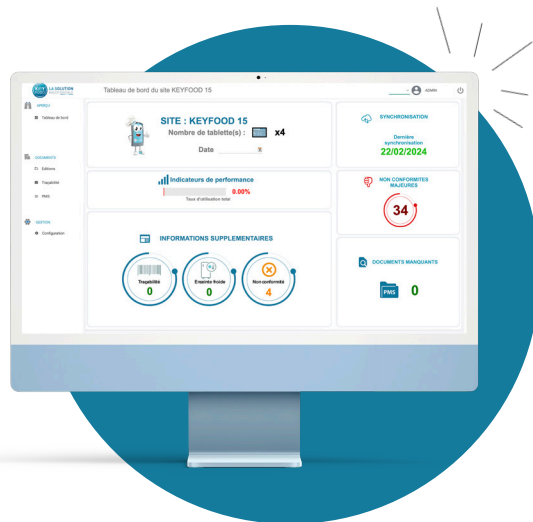 KEY
LA SOLUTION
Tableau de bord du site KEYFOOD 15
ADMIN
APERÇU
Tableau de bord
DOCUMENTS
Editions
Traçabilité
PMS
GESTION
Configuration
SITE : KEYFOOD 15
Nombre de tablette(s) : x4
Date
SYNCHRONISATION
Dernière
synchronisation
22/02/2024
Indicateurs de performance
0.00%
Taux d'utilisation total
NON CONFORMITES
MAJEURES
34
INFORMATIONS SUPPLEMENTAIRES
Traçabilité
0
Enceinte froide
0
Non conformité
4
DOCUMENTS MANQUANTS
PMS
0